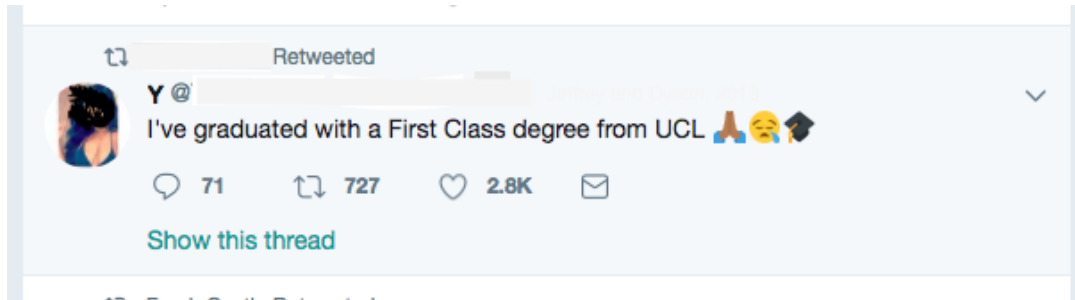 Retweeted
Y @
I've graduated with a First Class degree from UCL 🙏🏾😪🎓
71 727 2.8K
Show this thread